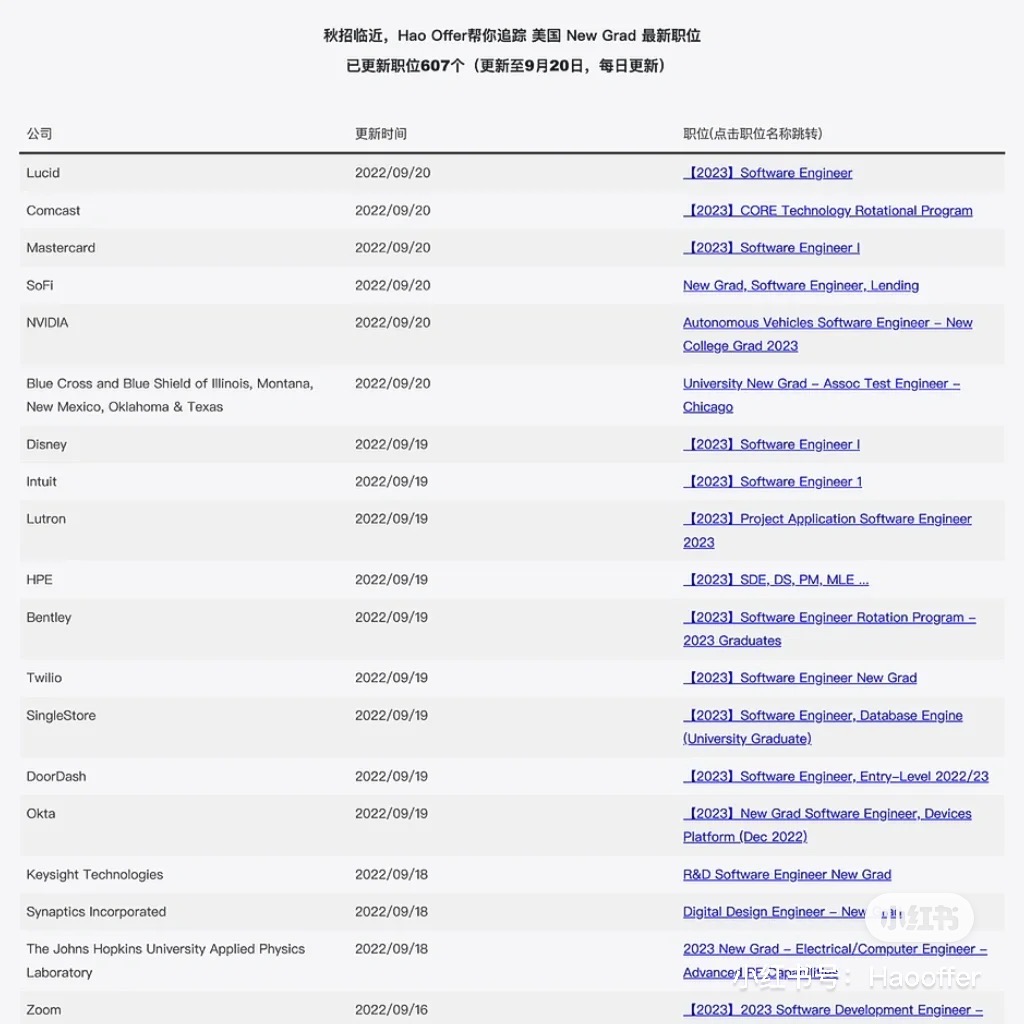 秋招临近，Hao Offer帮你追踪 美国 New Grad 最新职位
已更新职位607个（更新至9月20日，每日更新）
公司 更新时间 职位(点击职位名称跳转)
Lucid 2022/09/20 【2023】Software Engineer
Comcast 2022/09/20 【2023】CORE Technology Rotational Program
Mastercard 2022/09/20 【2023】Software Engineer I
SoFi 2022/09/20 New Grad, Software Engineer, Lending
NVIDIA 2022/09/20 Autonomous Vehicles Software Engineer – New
College Grad 2023
Blue Cross and Blue Shield of Illinois, Montana, 2022/09/20 University New Grad – Assoc Test Engineer –
New Mexico, Oklahoma & Texas Chicago
Disney 2022/09/19 【2023】Software Engineer I
Intuit 2022/09/19 【2023】Software Engineer 1
Lutron 2022/09/19 【2023】Project Application Software Engineer
2023
HPE 2022/09/19 【2023】SDE, DS, PM, MLE ...
Bentley 2022/09/19 【2023】Software Engineer Rotation Program –
2023 Graduates
Twilio 2022/09/19 【2023】Software Engineer New Grad
SingleStore 2022/09/19 【2023】Software Engineer, Database Engine
(University Graduate)
DoorDash 2022/09/19 【2023】Software Engineer, Entry–Level 2022/23
Okta 2022/09/19 【2023】New Grad Software Engineer, Devices
Platform (Dec 2022)
Keysight Technologies 2022/09/18 R&D Software Engineer New Grad
Synaptics Incorporated 2022/09/18 Digital Design Engineer – New
小红书
The Johns Hopkins University Applied Physics 2022/09/18 2023 New Grad – Electrical/Computer Engineer –
Laboratory Advanced
小红书号：Haooffer
Zoom 2022/09/16 【2023】2023 Software Development Engineer –